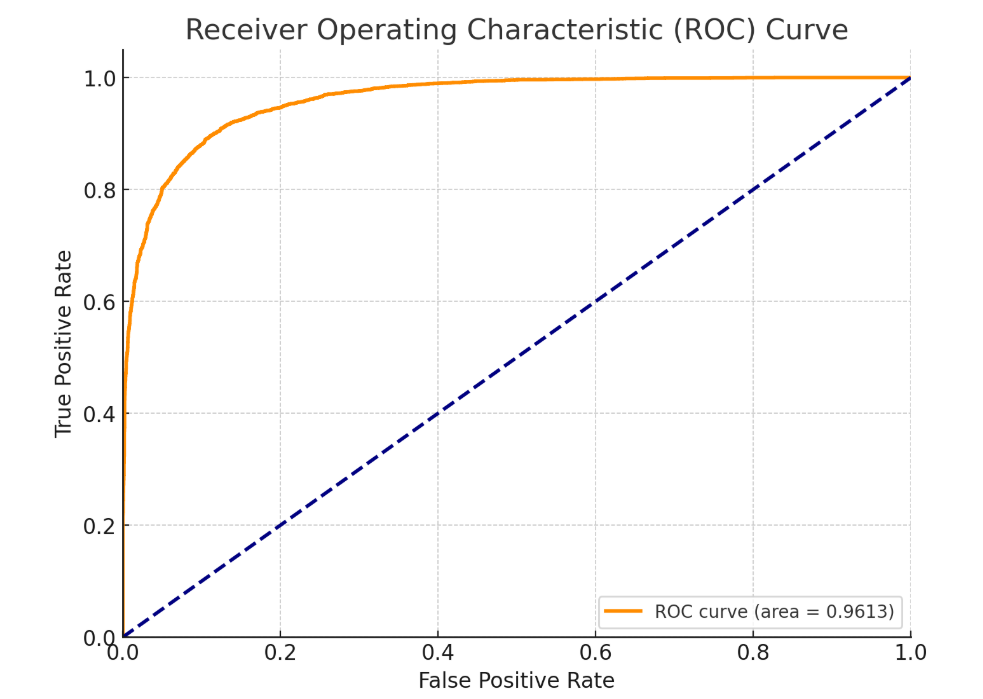 Receiver Operating Characteristic (ROC) Curve
1.0
0.8
0.6
0.4
0.2
0.0
True Positive Rate
ROC curve (area = 0.9613)
0.0 0.2 0.4 0.6 0.8 1.0
False Positive Rate